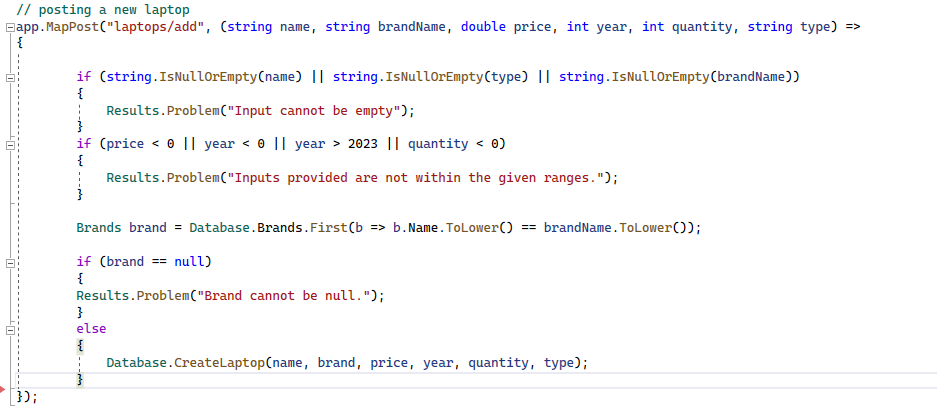 // posting a new laptop
app.MapPost("laptops/add", (string name, string brandName, double price, int year, int quantity, string type) =>
{
if (string.IsNullOrEmpty(name) || string.IsNullOrEmpty(type) || string.IsNullOrEmpty(brandName))
{
Results.Problem("Input cannot be empty");
}
if (price < 0 || year < 0 || year > 2023 || quantity < 0)
{
Results.Problem("Inputs provided are not within the given ranges.");
}
Brands brand = Database.Brands.First(b => b.Name.ToLower() == brandName.ToLower());
if (brand == null)
{
Results.Problem("Brand cannot be null.");
}
else
{
Database.CreateLaptop(name, brand, price, year, quantity, type);
}
});